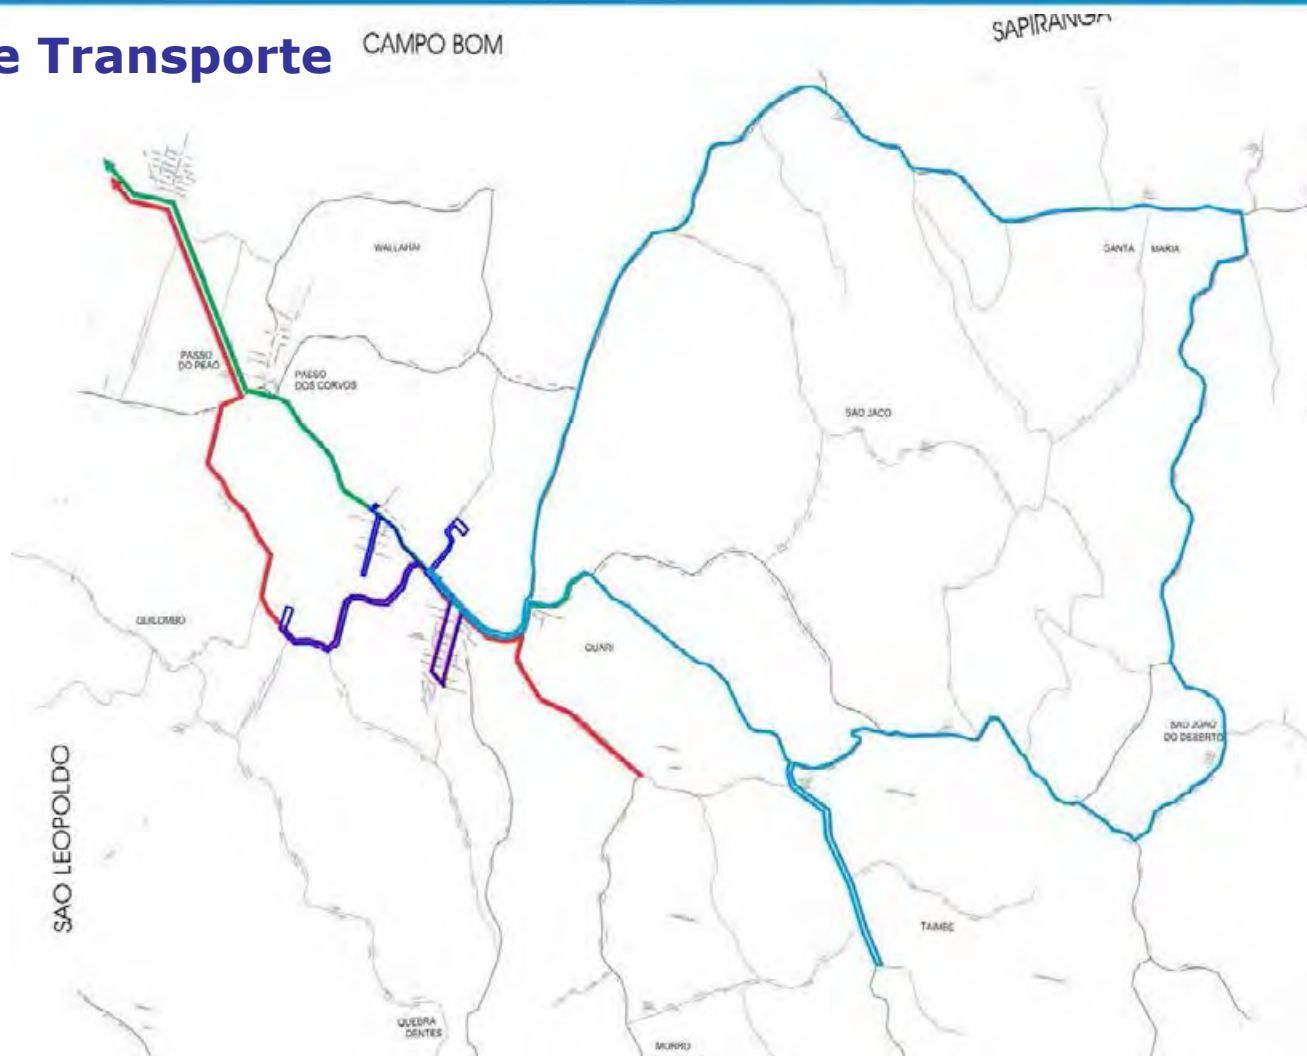 e Transporte
CAMPO BOM
SAPIRANGA
WALLAHAI
SANTA MARIA
PASSO
DO PEAO
PASSO
DOS CORVOS
SAO JACO
QUILOMBO
SAO JOAO
DO DESERTO
SAO LEOPOLDO
TAIMBE
QUEBRA
DENTES
MORRO